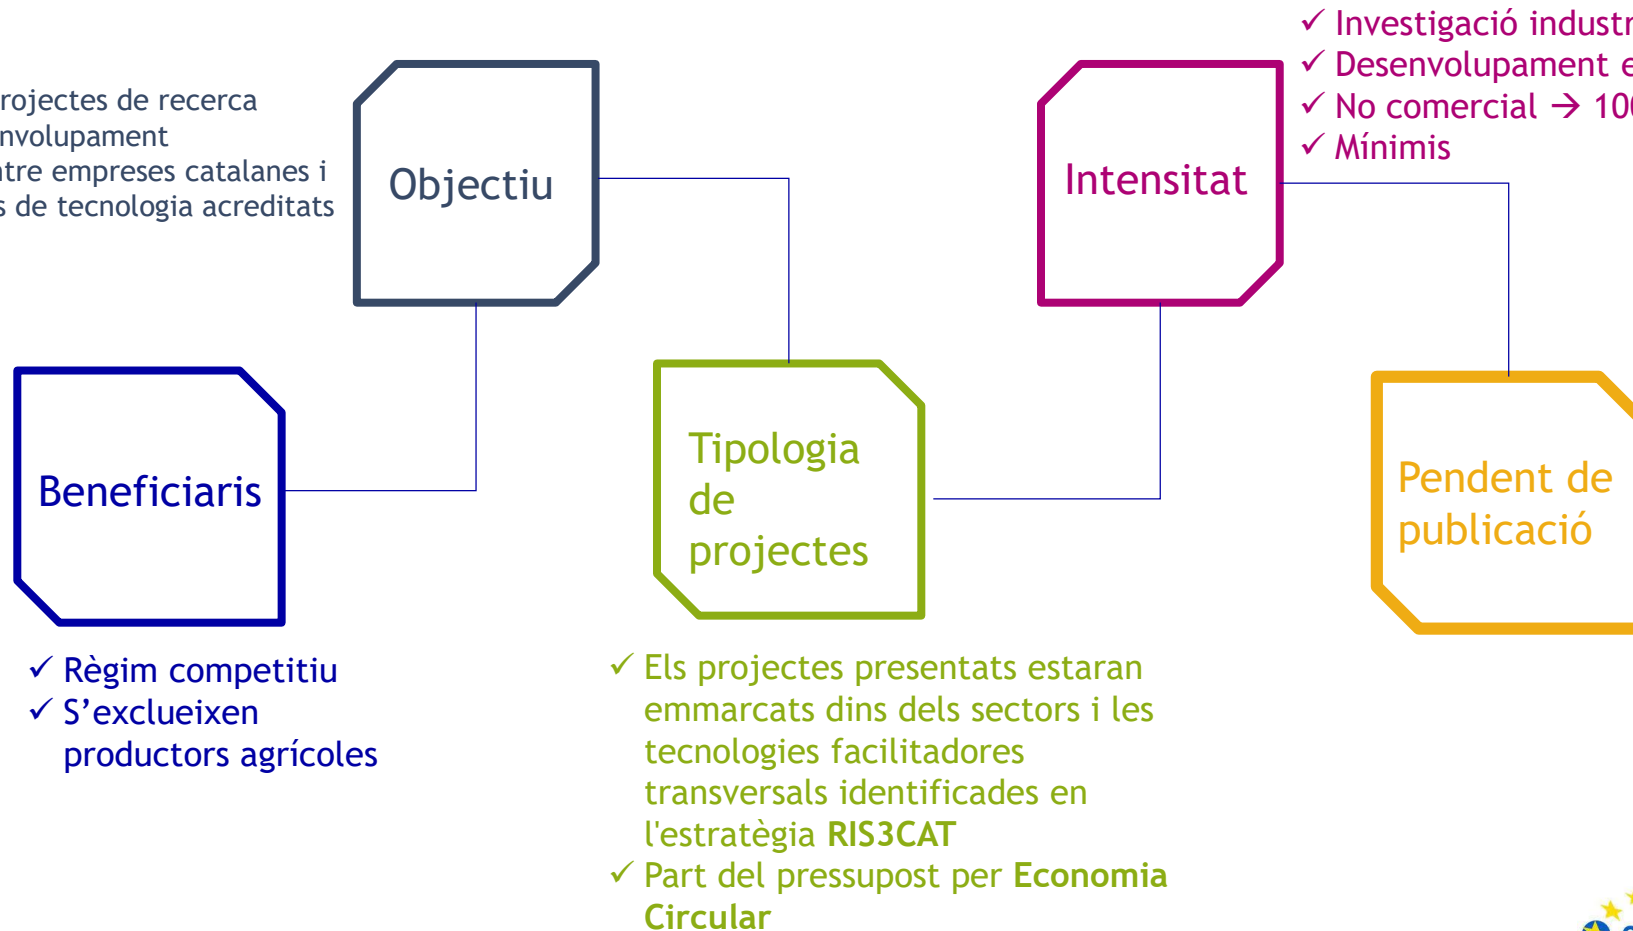 rojectes de recerca
nvolupament
ntre empreses catalanes i
s de tecnologia acreditats
Objectiu
Beneficiaris
✓ Règim competitiu
✓ S’exclueixen
productors agrícoles
Tipologia
de
projectes
✓ Els projectes presentats estaran
emmarcats dins dels sectors i les
tecnologies facilitadores
transversals identificades en
l'estratègia RIS3CAT
✓ Part del pressupost per Economia
Circular
Intensitat
✓ Investigació industr
✓ Desenvolupament e
✓ No comercial → 100
✓ Mínimis
Pendent de
publicació